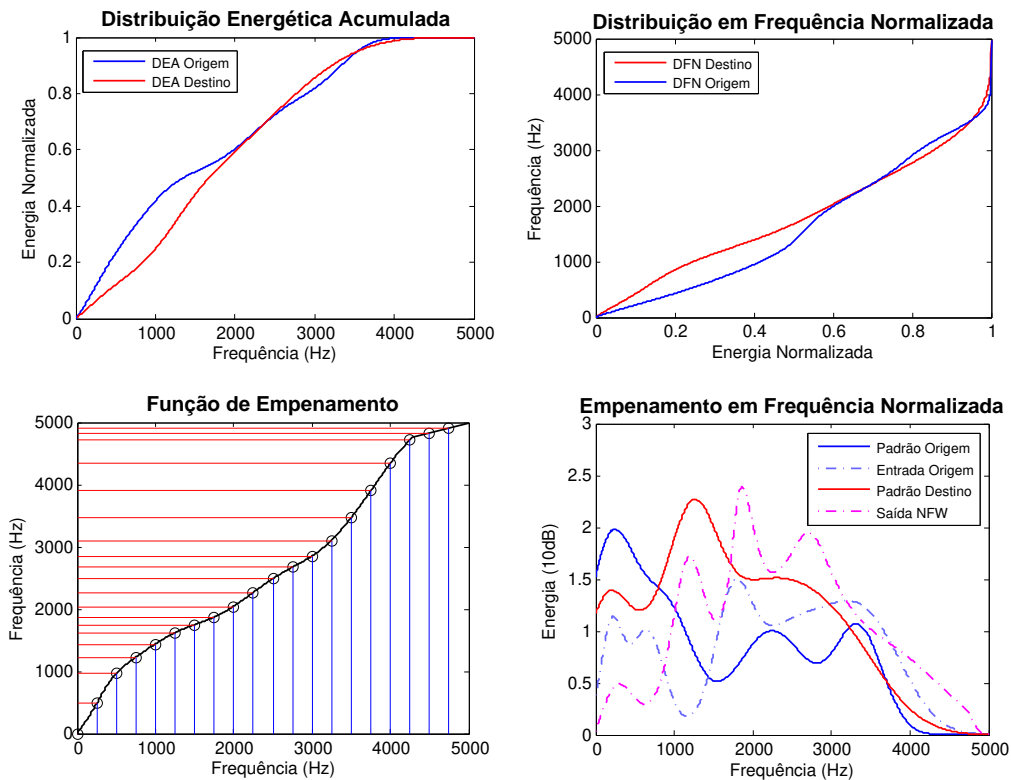 Distribuição Energética Acumulada
1
0.8
0.6
0.4
0.2
0
Energia Normalizada
DEA Origem
DEA Destino
0 1000 2000 3000 4000 5000
Frequência (Hz)
Distribuição em Frequência Normalizada
5000
4000
3000
2000
1000
0
Frequência (Hz)
DFN Destino
DFN Origem
0 0.2 0.4 0.6 0.8 1
Energia Normalizada
Função de Empenamento
5000
4000
3000
2000
1000
0
Frequência (Hz)
0 1000 2000 3000 4000 5000
Frequência (Hz)
Empenamento em Frequência Normalizada
3
2.5
2
1.5
1
0.5
0
Energia (10dB)
Padrão Origem
Entrada Origem
Padrão Destino
Saída NFW
0 1000 2000 3000 4000 5000
Frequência (Hz)